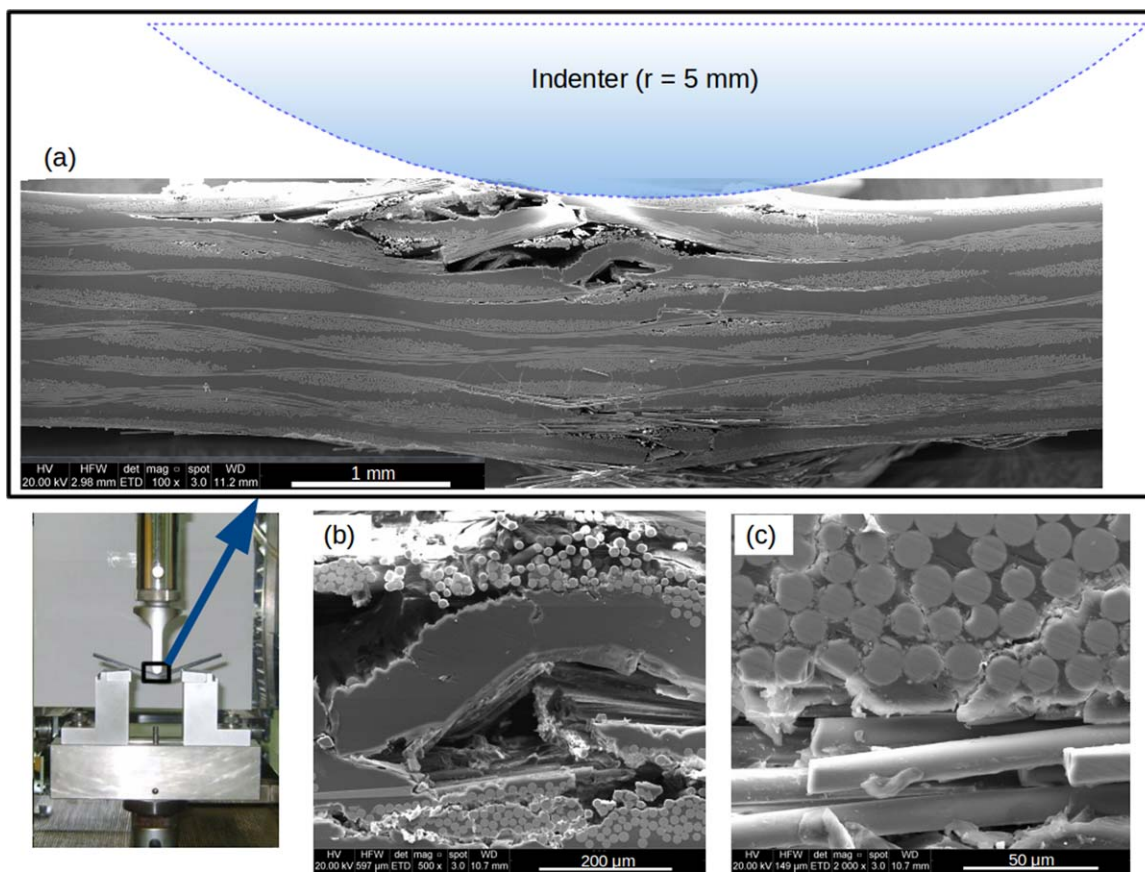 Indenter (r = 5 mm)
(a)
HV HFW det mag □ spot WD
20.00 kV 2.98 mm ETD 100 x 3.0 11.2 mm
1 mm
(b)
HV HFW det mag □ spot WD
20.00 kV 597 µm ETD 500 x 3.0 10.7 mm
200 µm
(c)
HV HFW det mag □ spot WD
20.00 kV 149 µm ETD 2 000 x 3.0 10.7 mm
50 µm